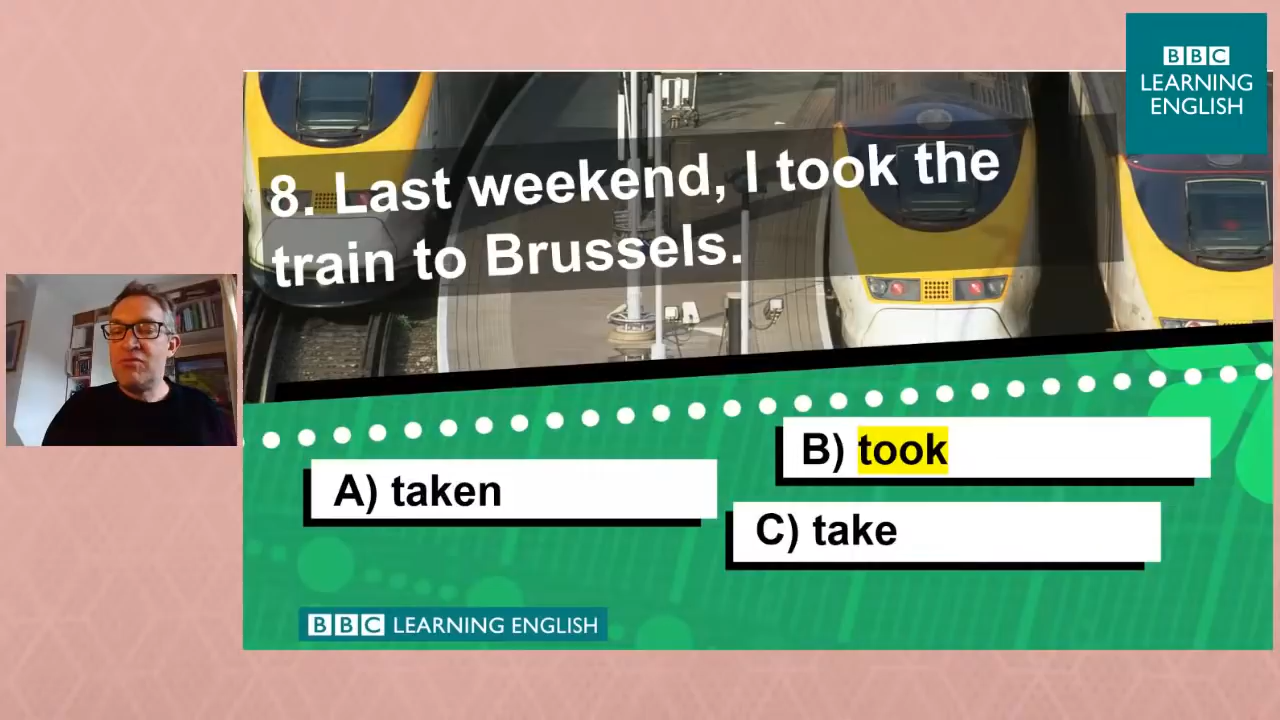 BBC
LEARNING
ENGLISH
8. Last weekend, I took the
train to Brussels.
A) taken
B) took
C) take
BBC LEARNING ENGLISH